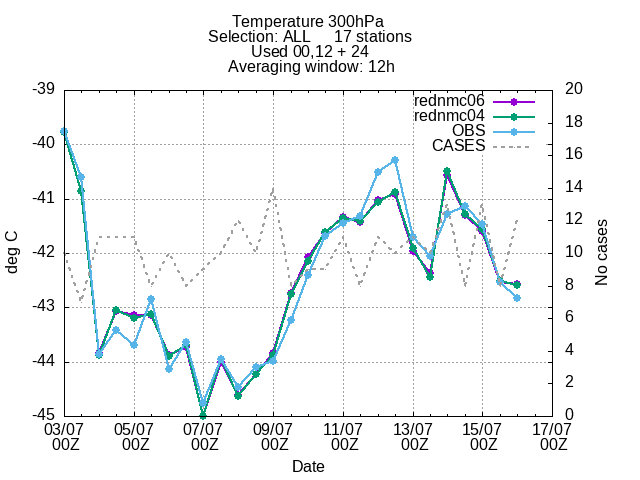 Temperature 300hPa
Selection: ALL 17 stations
Used 00,12 + 24
Averaging window: 12h
rednmc06
rednmc04
OBS
CASES
-39
-40
-41
-42
-43
-44
-45
deg C
20
18
16
14
12
10
8
6
4
2
0
No cases
03/07 05/07 07/07 09/07 11/07 13/07 15/07 17/07
00Z 00Z 00Z 00Z 00Z 00Z 00Z 00Z
Date